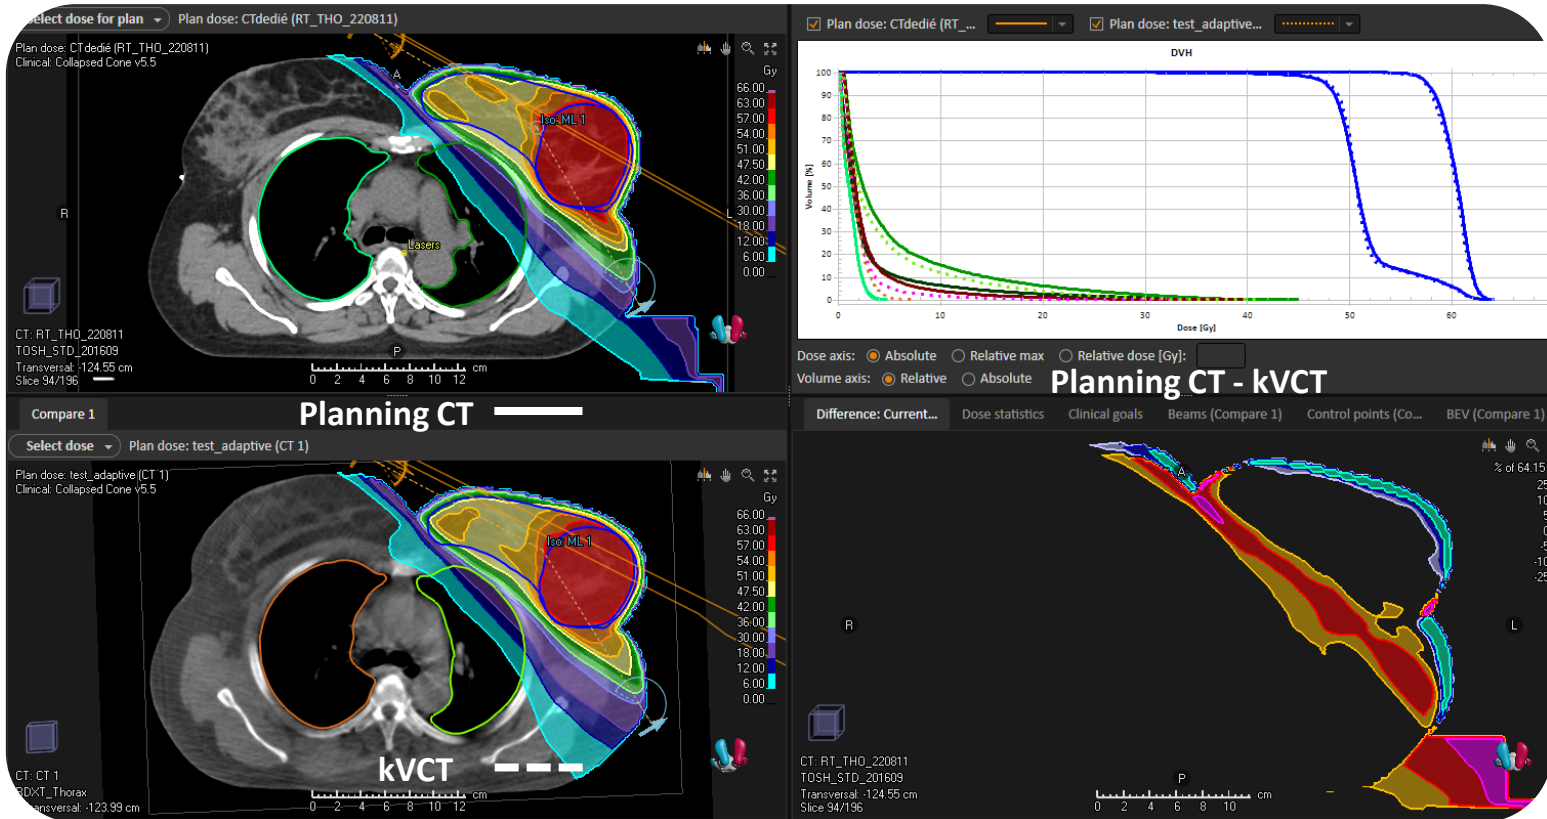 Select dose for plan
Plan dose: CTdedié (RT_THO_220811)
Plan dose: CTdedié (RT_THO_220811)
Clinical: Collapsed Cone v5.5
A
Gy
66.00
63.00
57.00
54.00
51.00
47.50
42.00
36.00
30.00
18.00
12.00
6.00
0.00
Iso: ML 1
R
L
Lasers
CT: RT_THO_220811
TOSH_STD_201609
Transversal: -124.55 cm
Slice 94/196
P
0 2 4 6 8 10 12 cm
Plan dose: CTdedié (RT_...
Plan dose: test_adaptive...
DVH
Volume [%]
100
90
80
70
60
50
40
30
20
10
0
0 10 20 30 40 50 60
Dose [Gy]
Dose axis: Absolute Relative max Relative dose [Gy]:
Volume axis: Relative Absolute
Planning CT - kVCT
Compare 1
Planning CT
Select dose
Plan dose: test_adaptive (CT 1)
Plan dose: test_adaptive (CT 1)
Clinical: Collapsed Cone v5.5
Gy
66.00
63.00
57.00
54.00
51.00
47.50
42.00
36.00
30.00
18.00
12.00
6.00
0.00
Iso: ML 1
kVCT
CT: CT 1
RDXT_Thorax
Transversal: -123.99 cm
0 2 4 6 8 10 12 cm
Difference: Current...
Dose statistics
Clinical goals
Beams (Compare 1)
Control points (Co...
BEV (Compare 1)
% of 64.15
A
R
L
CT: RT_THO_220811
TOSH_STD_201609
Transversal: -124.55 cm
Slice 94/196
P
0 2 4 6 8 10 cm